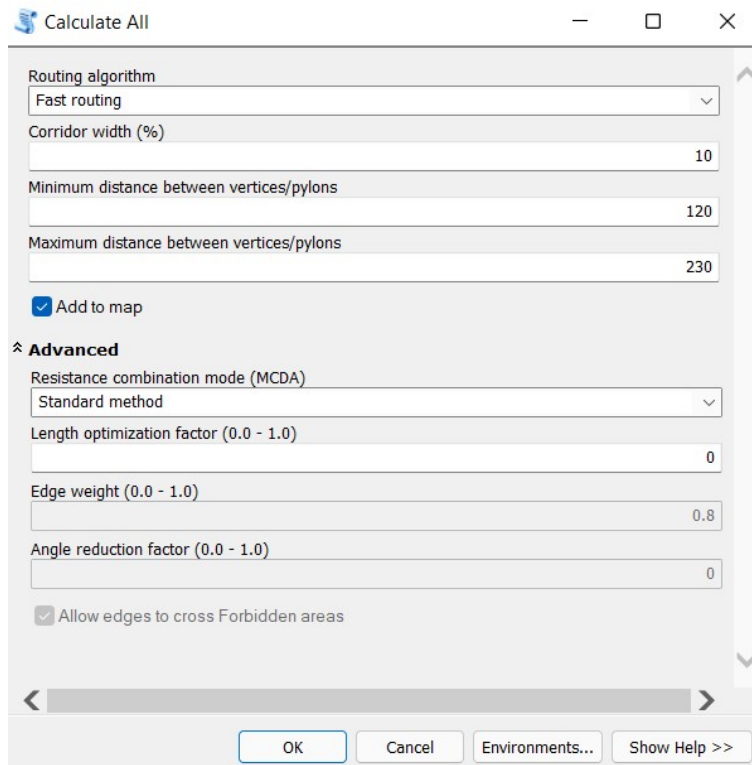 Calculate All
Routing algorithm
Fast routing
Corridor width (%)
10
Minimum distance between vertices/pylons
120
Maximum distance between vertices/pylons
230
Add to map
Advanced
Resistance combination mode (MCDA)
Standard method
Length optimization factor (0.0 - 1.0)
0
Edge weight (0.0 - 1.0)
0.8
Angle reduction factor (0.0 - 1.0)
0
Allow edges to cross Forbidden areas
OK Cancel Environments... Show Help >>